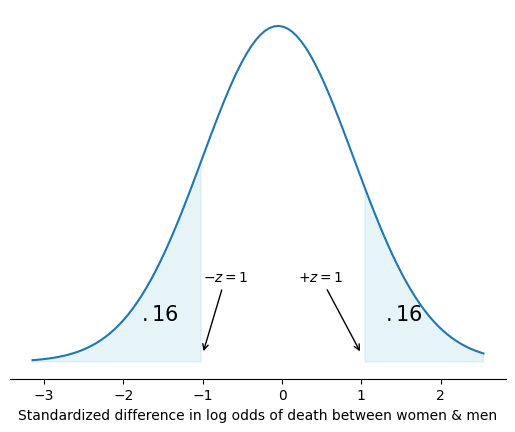 −z = 1
+z = 1
.16
.16
−3 −2 −1 0 1 2
Standardized difference in log odds of death between women & men